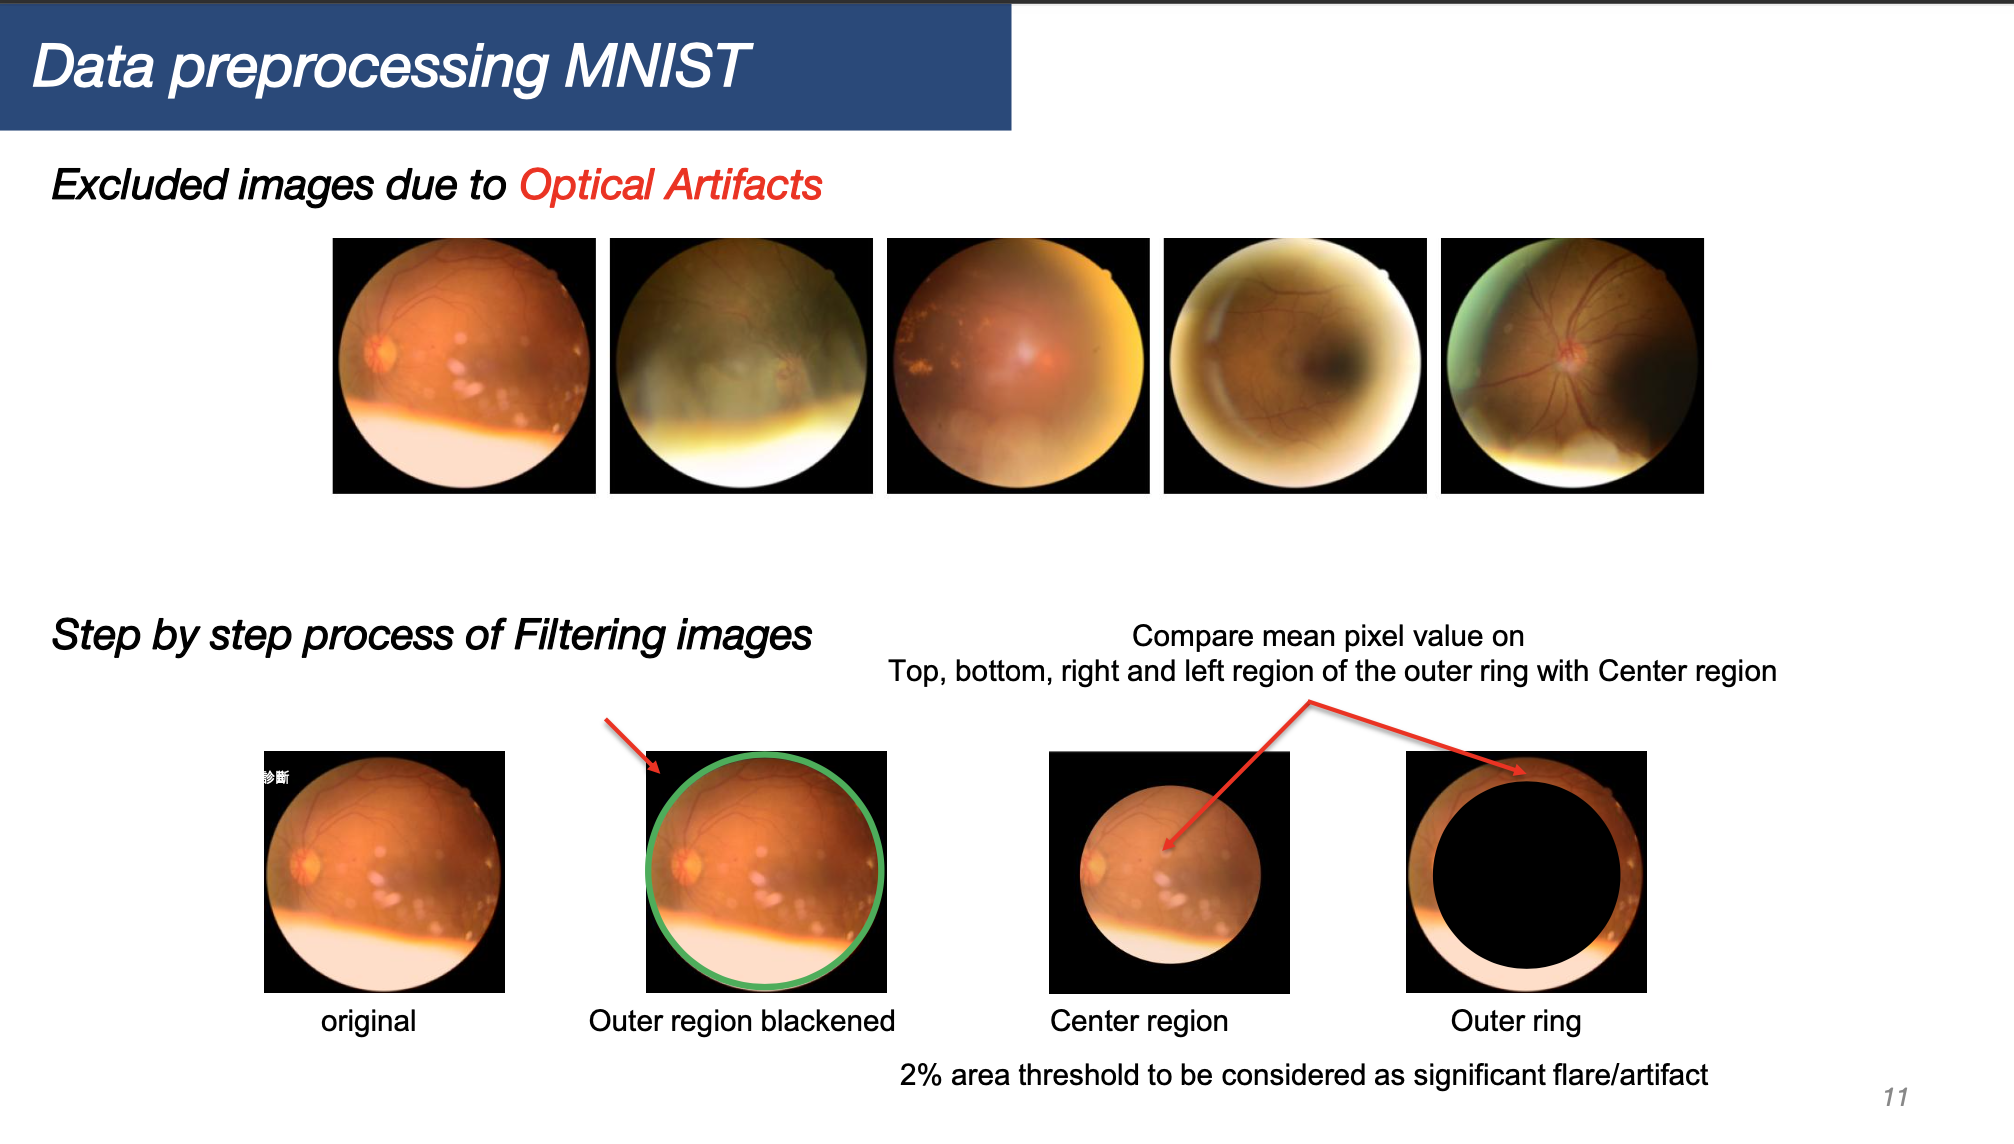 Data preprocessing MNIST
Excluded images due to Optical Artifacts
Step by step process of Filtering images
Compare mean pixel value on
Top, bottom, right and left region of the outer ring with Center region
診斷
original
Outer region blackened
Center region
Outer ring
2% area threshold to be considered as significant flare/artifact
11